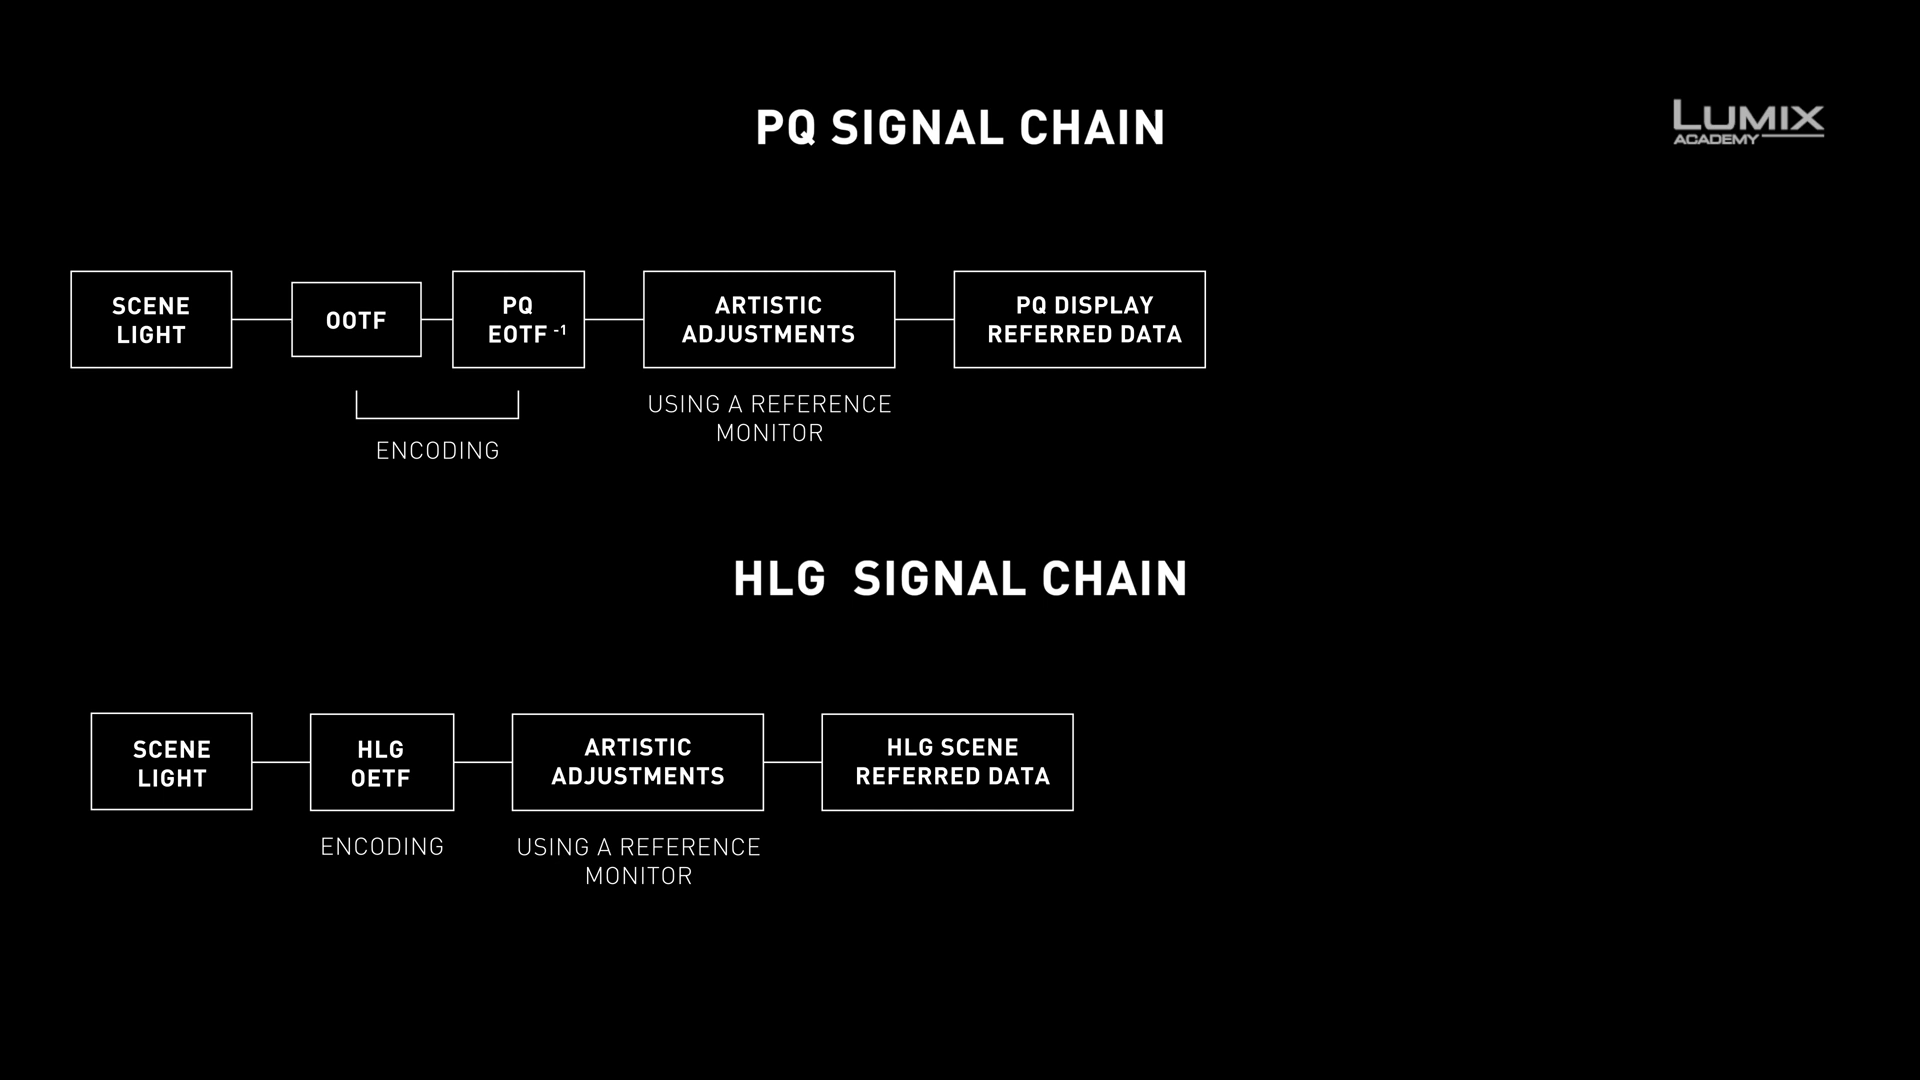 PQ SIGNAL CHAIN
LUMIX
ACADEMY
SCENE
LIGHT
OOTF
PQ
EOTF -1
ARTISTIC
ADJUSTMENTS
PQ DISPLAY
REFERRED DATA
ENCODING
USING A REFERENCE
MONITOR
HLG SIGNAL CHAIN
SCENE
LIGHT
HLG
OETF
ARTISTIC
ADJUSTMENTS
HLG SCENE
REFERRED DATA
ENCODING
USING A REFERENCE
MONITOR